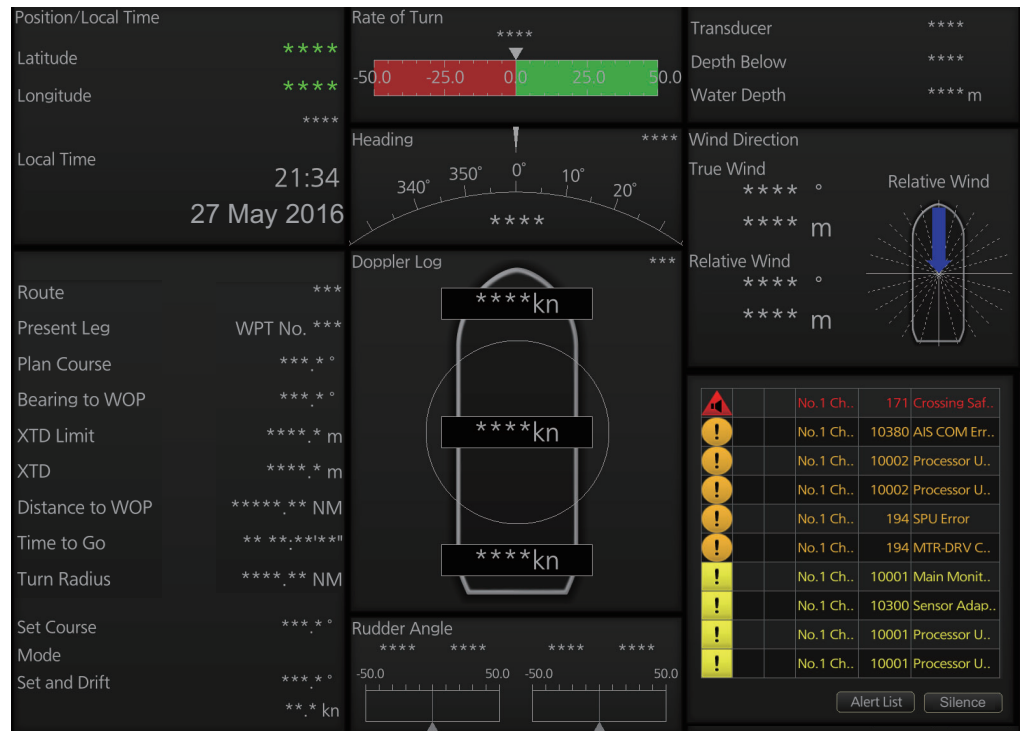 Position/Local Time
Latitude ****
Longitude ****
****
Local Time
21:34
27 May 2016
Rate of Turn
****
-50.0 -25.0 0.0 25.0 50.0
Heading ****
340° 350° 0° 10° 20°
****
Transducer ****
Depth Below ****
Water Depth **** m
Wind Direction
True Wind
**** °
**** m
Relative Wind
**** °
**** m
Relative Wind
Route ***
Present Leg WPT No. ***
Plan Course ***.* °
Bearing to WOP ***.* °
XTD Limit ****.* m
XTD ****.* m
Distance to WOP *****.** NM
Time to Go ** **:**'**"
Turn Radius ****.** NM
Set Course ***.* °
Mode
Set and Drift ***.* °
**.* kn
Doppler Log ***
****kn
****kn
****kn
Rudder Angle
**** **** **** ****
-50.0 50.0 -50.0 50.0
No.1 Ch.. 171 Crossing Saf..
! No.1 Ch.. 10380 AIS COM Err..
! No.1 Ch.. 10002 Processor U..
! No.1 Ch.. 10002 Processor U..
! No.1 Ch.. 194 SPU Error
! No.1 Ch.. 194 MTR-DRV C..
! No.1 Ch.. 10001 Main Monit..
! No.1 Ch.. 10300 Sensor Adap..
! No.1 Ch.. 10001 Processor U..
! No.1 Ch.. 10001 Processor U..
Alert List Silence